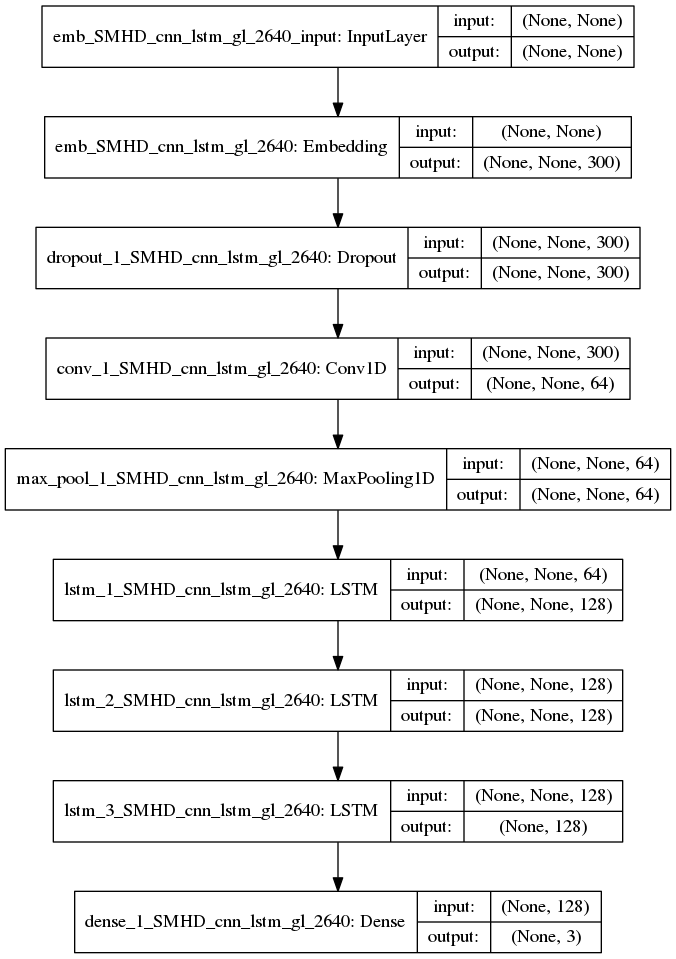 emb_SMHD_cnn_lstm_gl_2640_input: InputLayer
input: (None, None)
output: (None, None)
emb_SMHD_cnn_lstm_gl_2640: Embedding
input: (None, None)
output: (None, None, 300)
dropout_1_SMHD_cnn_lstm_gl_2640: Dropout
input: (None, None, 300)
output: (None, None, 300)
conv_1_SMHD_cnn_lstm_gl_2640: Conv1D
input: (None, None, 300)
output: (None, None, 64)
max_pool_1_SMHD_cnn_lstm_gl_2640: MaxPooling1D
input: (None, None, 64)
output: (None, None, 64)
lstm_1_SMHD_cnn_lstm_gl_2640: LSTM
input: (None, None, 64)
output: (None, None, 128)
lstm_2_SMHD_cnn_lstm_gl_2640: LSTM
input: (None, None, 128)
output: (None, None, 128)
lstm_3_SMHD_cnn_lstm_gl_2640: LSTM
input: (None, None, 128)
output: (None, 128)
dense_1_SMHD_cnn_lstm_gl_2640: Dense
input: (None, 128)
output: (None, 3)